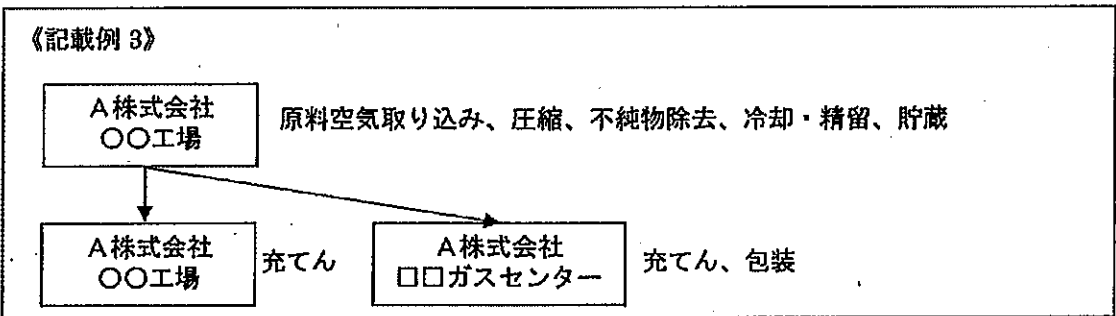 《記載例 3》
A株式会社
〇〇工場
原料空気取り込み、圧縮、不純物除去、冷却・精留、貯蔵
A株式会社
〇〇工場
充てん
A株式会社
□□ガスセンター
充てん、包装